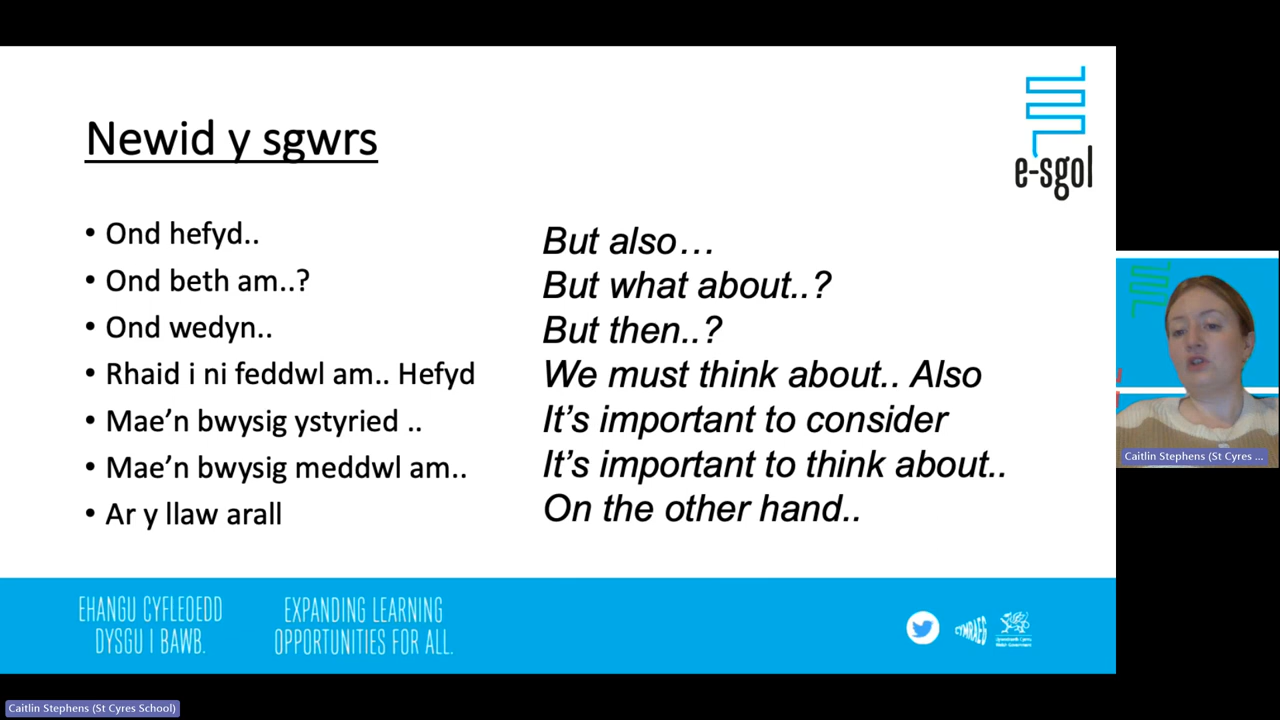 Newid y sgwrs
e-sgol
• Ond hefyd..
• Ond beth am..?
• Ond wedyn..
• Rhaid i ni feddwl am.. Hefyd
• Mae’n bwysig ystyried ..
• Mae’n bwysig meddwl am..
• Ar y llaw arall
But also…
But what about..?
But then..?
We must think about.. Also
It’s important to consider
It’s important to think about..
On the other hand..
Caitlin Stephens (St Cyres ...
EHANGU CYFLEOEDD
DYSGU I BAWB.
EXPANDING LEARNING
OPPORTUNITIES FOR ALL.
CYMRAEG
Caitlin Stephens (St Cyres School)